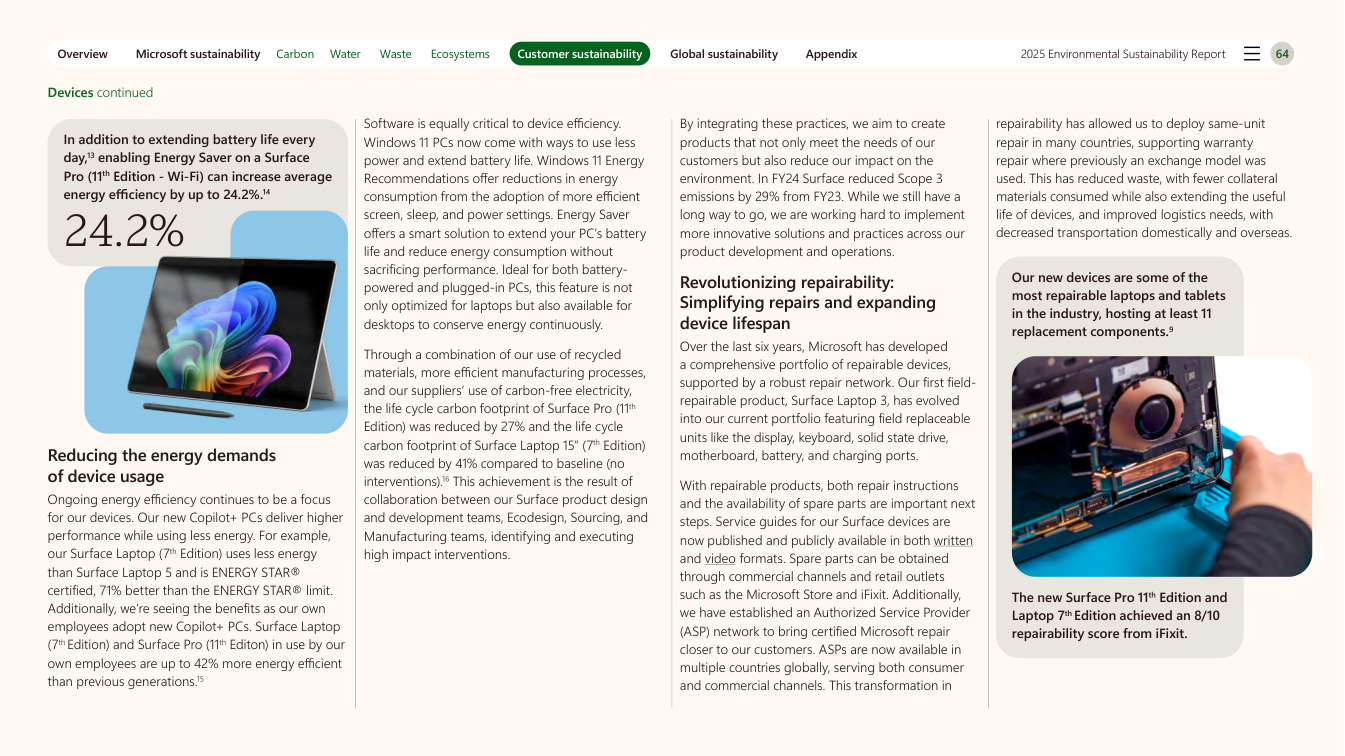 Overview Microsoft sustainability Carbon Water Waste Ecosystems Customer sustainability Global sustainability Appendix 2025 Environmental Sustainability Report 64
Devices continued
In addition to extending battery life every
day,¹³ enabling Energy Saver on a Surface
Pro (11th Edition - Wi-Fi) can increase average
energy efficiency by up to 24.2%.¹⁴
24.2%
Reducing the energy demands
of device usage
Ongoing energy efficiency continues to be a focus
for our devices. Our new Copilot+ PCs deliver higher
performance while using less energy. For example,
our Surface Laptop (7th Edition) uses less energy
than Surface Laptop 5 and is ENERGY STAR®
certified, 71% better than the ENERGY STAR® limit.
Additionally, we’re seeing the benefits as our own
employees adopt new Copilot+ PCs. Surface Laptop
(7th Edition) and Surface Pro (11th Editon) in use by our
own employees are up to 42% more energy efficient
than previous generations.¹⁵
Software is equally critical to device efficiency.
Windows 11 PCs now come with ways to use less
power and extend battery life. Windows 11 Energy
Recommendations offer reductions in energy
consumption from the adoption of more efficient
screen, sleep, and power settings. Energy Saver
offers a smart solution to extend your PC’s battery
life and reduce energy consumption without
sacrificing performance. Ideal for both battery-
powered and plugged-in PCs, this feature is not
only optimized for laptops but also available for
desktops to conserve energy continuously.
Through a combination of our use of recycled
materials, more efficient manufacturing processes,
and our suppliers’ use of carbon-free electricity,
the life cycle carbon footprint of Surface Pro (11th
Edition) was reduced by 27% and the life cycle
carbon footprint of Surface Laptop 15” (7th Edition)
was reduced by 41% compared to baseline (no
interventions).¹⁶ This achievement is the result of
collaboration between our Surface product design
and development teams, Ecodesign, Sourcing, and
Manufacturing teams, identifying and executing
high impact interventions.
By integrating these practices, we aim to create
products that not only meet the needs of our
customers but also reduce our impact on the
environment. In FY24 Surface reduced Scope 3
emissions by 29% from FY23. While we still have a
long way to go, we are working hard to implement
more innovative solutions and practices across our
product development and operations.
Revolutionizing repairability:
Simplifying repairs and expanding
device lifespan
Over the last six years, Microsoft has developed
a comprehensive portfolio of repairable devices,
supported by a robust repair network. Our first field-
repairable product, Surface Laptop 3, has evolved
into our current portfolio featuring field replaceable
units like the display, keyboard, solid state drive,
motherboard, battery, and charging ports.
With repairable products, both repair instructions
and the availability of spare parts are important next
steps. Service guides for our Surface devices are
now published and publicly available in both written
and video formats. Spare parts can be obtained
through commercial channels and retail outlets
such as the Microsoft Store and iFixit. Additionally,
we have established an Authorized Service Provider
(ASP) network to bring certified Microsoft repair
closer to our customers. ASPs are now available in
multiple countries globally, serving both consumer
and commercial channels. This transformation in
repairability has allowed us to deploy same-unit
repair in many countries, supporting warranty
repair where previously an exchange model was
used. This has reduced waste, with fewer collateral
materials consumed while also extending the useful
life of devices, and improved logistics needs, with
decreased transportation domestically and overseas.
Our new devices are some of the
most repairable laptops and tablets
in the industry, hosting at least 11
replacement components.⁹
The new Surface Pro 11th Edition and
Laptop 7th Edition achieved an 8/10
repairability score from iFixit.